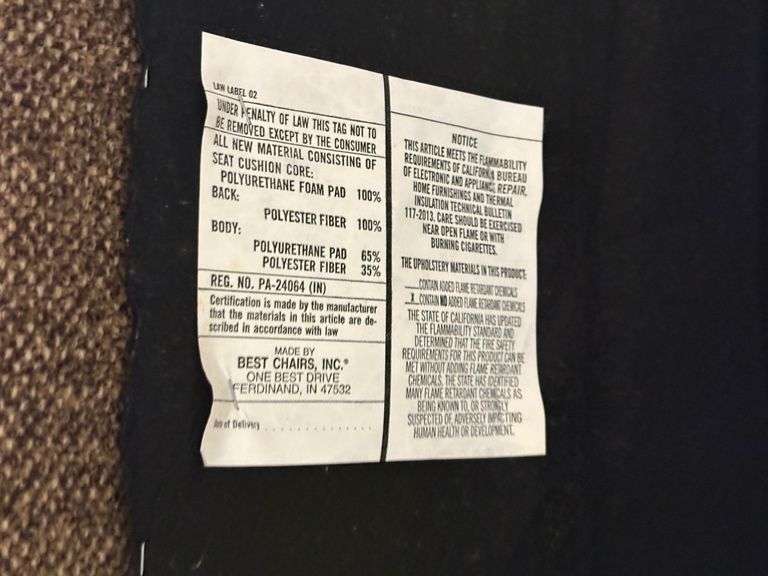 LAW LABEL 02
UNDER PENALTY OF LAW THIS TAG NOT TO
BE REMOVED EXCEPT BY THE CONSUMER
ALL NEW MATERIAL CONSISTING OF
SEAT CUSHION CORE:
POLYURETHANE FOAM PAD 100%
BACK:
POLYESTER FIBER 100%
BODY:
POLYURETHANE PAD 65%
POLYESTER FIBER 35%
REG. NO. PA-24064 (IN)
Certification is made by the manufacturer
that the materials in this article are de-
scribed in accordance with law
MADE BY
BEST CHAIRS, INC.®
ONE BEST DRIVE
FERDINAND, IN 47532
of Delivery
NOTICE
THIS ARTICLE MEETS THE FLAMMABILITY
REQUIREMENTS OF CALIFORNIA BUREAU
OF ELECTRONIC AND APPLIANCE REPAIR,
HOME FURNISHINGS AND THERMAL
INSULATION TECHNICAL BULLETIN
117-2013. CARE SHOULD BE EXERCISED
NEAR OPEN FLAME OR WITH
BURNING CIGARETTES.
THE UPHOLSTERY MATERIALS IN THIS PRODUCT:
____CONTAIN ADDED FLAME RETARDANT CHEMICALS
_X_CONTAIN NO ADDED FLAME RETARDANT CHEMICALS
THE STATE OF CALIFORNIA HAS UPDATED
THE FLAMMABILITY STANDARD AND
DETERMINED THAT THE FIRE SAFETY
REQUIREMENTS FOR THIS PRODUCT CAN BE
MET WITHOUT ADDING FLAME RETARDANT
CHEMICALS. THE STATE HAS IDENTIFIED
MANY FLAME RETARDANT CHEMICALS AS
BEING KNOWN TO, OR STRONGLY
SUSPECTED OF, ADVERSELY IMPACTING
HUMAN HEALTH OR DEVELOPMENT.